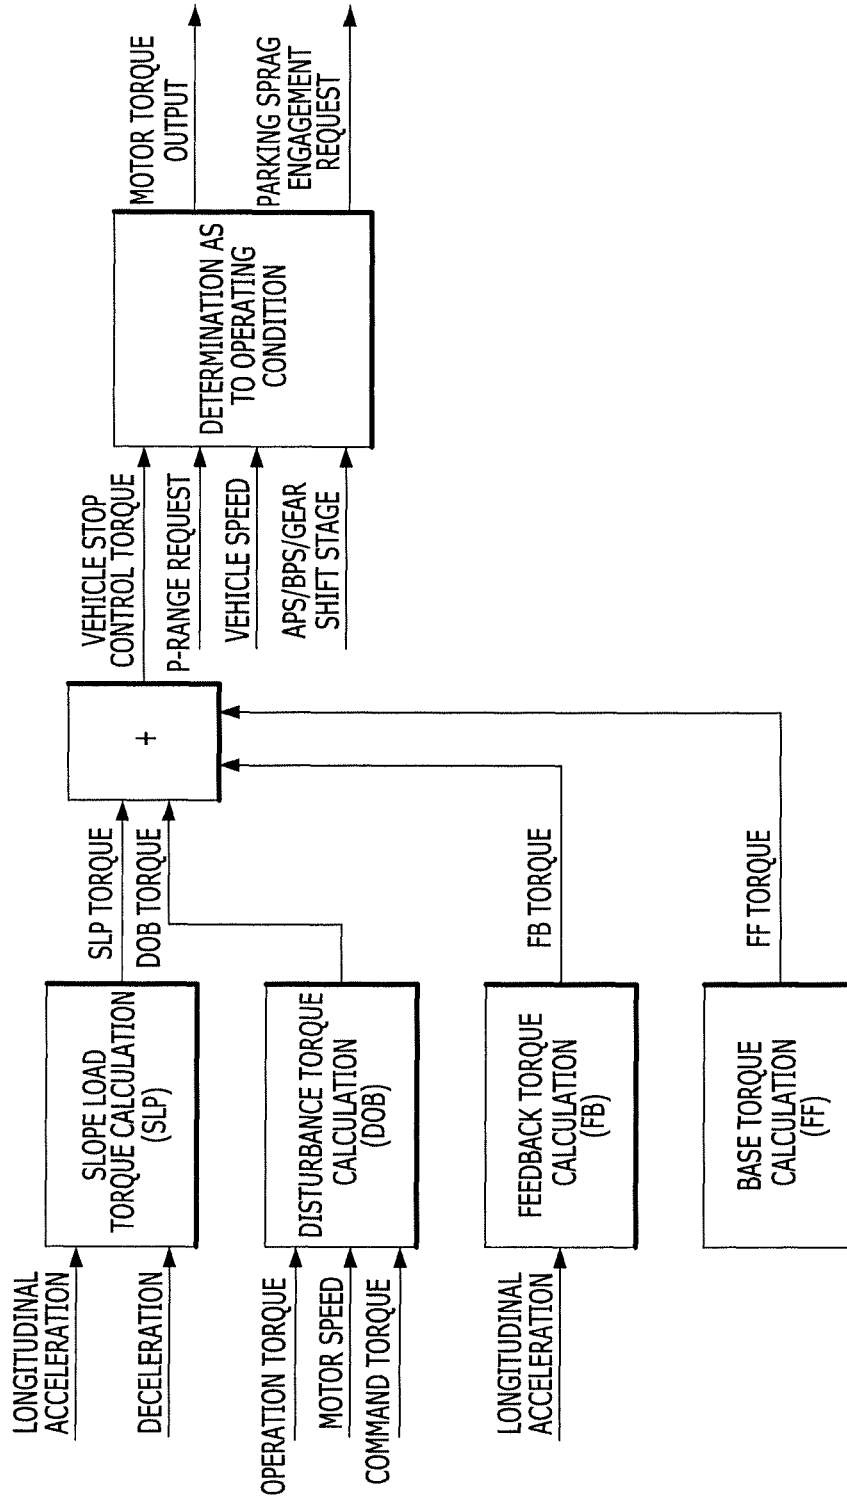 LONGITUDINAL
ACCELERATION
DECELERATION
SLOPE LOAD
TORQUE CALCULATION
(SLP)
SLP TORQUE
OPERATION TORQUE
MOTOR SPEED
COMMAND TORQUE
DISTURBANCE TORQUE
CALCULATION
(DOB)
DOB TORQUE
LONGITUDINAL
ACCELERATION
FEEDBACK TORQUE
CALCULATION
(FB)
FB TORQUE
BASE TORQUE
CALCULATION
(FF)
FF TORQUE
+
VEHICLE STOP
CONTROL TORQUE
P-RANGE REQUEST
VEHICLE SPEED
APS/BPS/GEAR
SHIFT STAGE
DETERMINATION AS
TO OPERATING
CONDITION
MOTOR TORQUE
OUTPUT
PARKING SPRAG
ENGAGEMENT
REQUEST